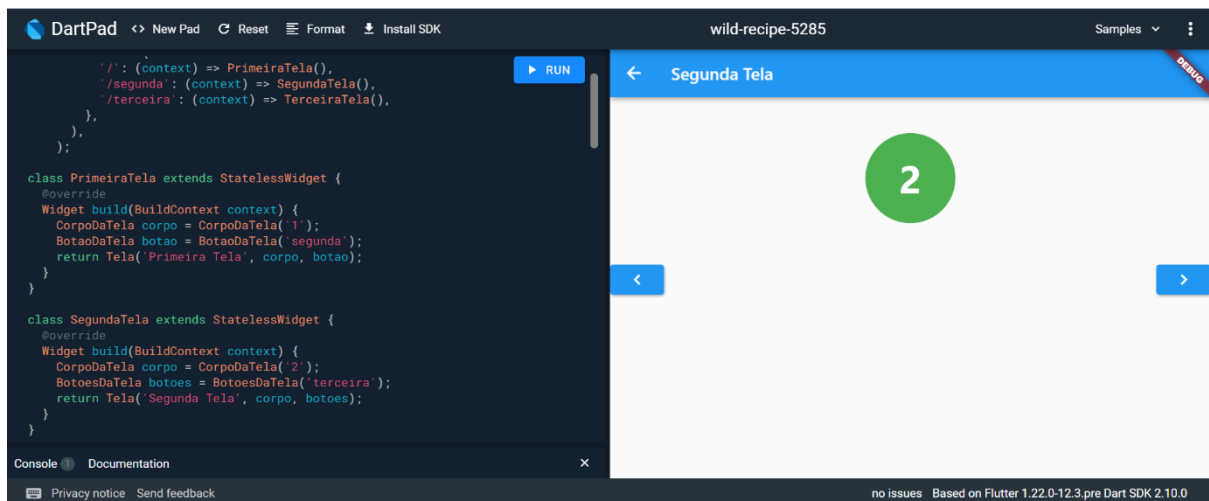 DartPad <> New Pad Reset Format Install SDK wild-recipe-5285 Samples
'/': (context) => PrimeiraTela(),
'/segunda': (context) => SegundaTela(),
'/terceira': (context) => TerceiraTela(),
},
),
);
class PrimeiraTela extends StatelessWidget {
@override
Widget build(BuildContext context) {
CorpoDaTela corpo = CorpoDaTela('1');
BotaoDaTela botao = BotaoDaTela('segunda');
return Tela('Primeira Tela', corpo, botao);
}
}
class SegundaTela extends StatelessWidget {
@override
Widget build(BuildContext context) {
CorpoDaTela corpo = CorpoDaTela('2');
BotoesDaTela botoes = BotoesDaTela('terceira');
return Tela('Segunda Tela', corpo, botoes);
}
}
RUN
Segunda Tela
DEBUG
2
< >
Console 1 Documentation ×
Privacy notice Send feedback
no issues Based on Flutter 1.22.0-12.3.pre Dart SDK 2.10.0